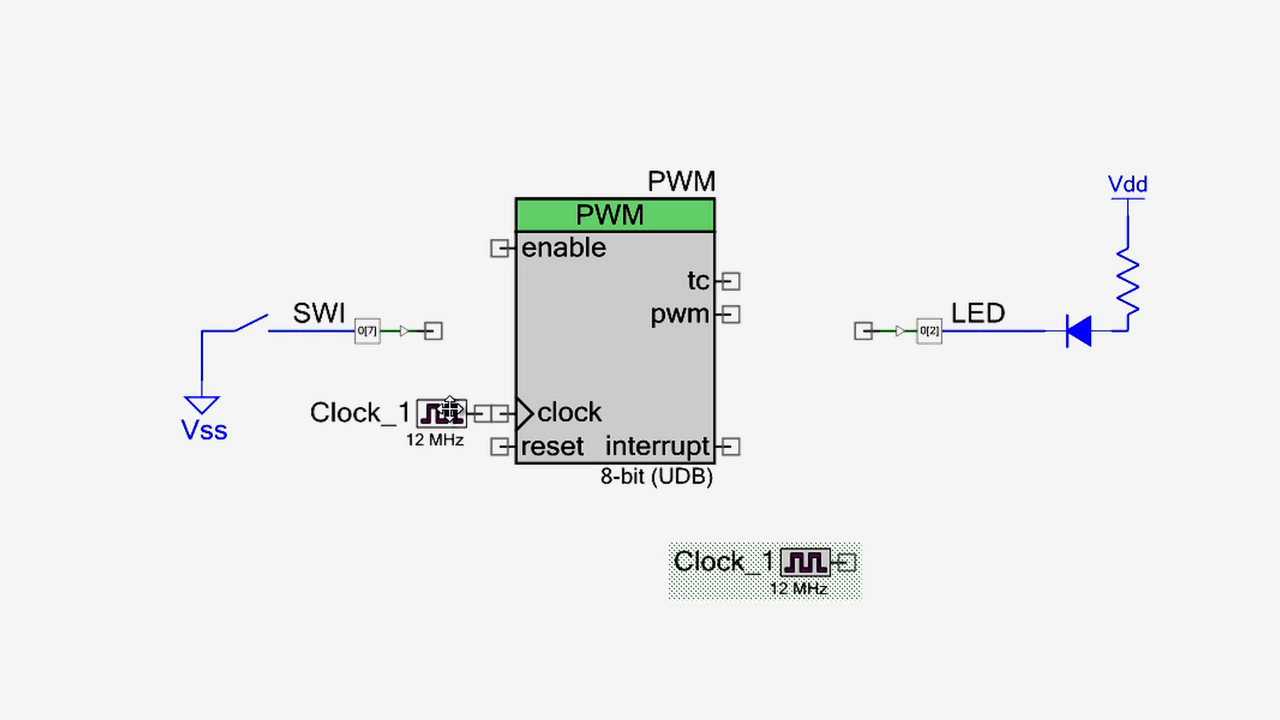 PWM
Vdd
PWM
enable
tc
SWI
pwm
LED
0[7]
0[2]
Clock_1
clock
12 MHz
Vss
reset
interrupt
8-bit (UDB)
Clock_1
12 MHz